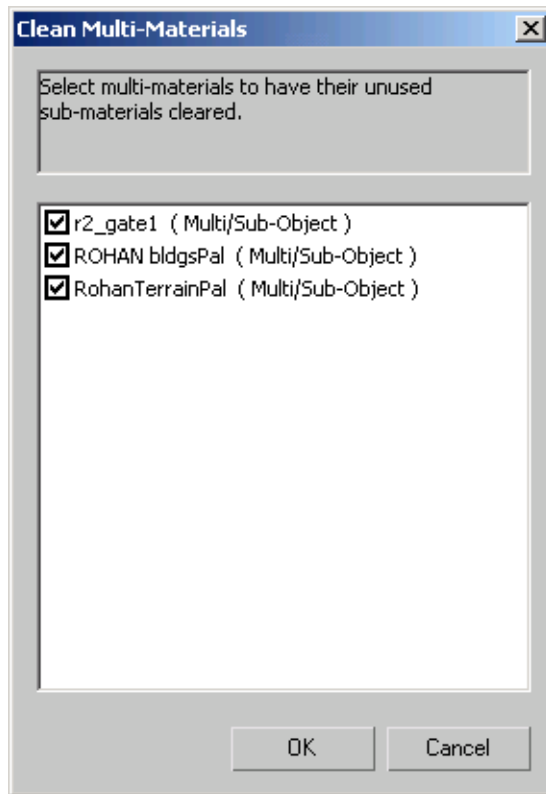 Clean Multi-Materials
Select multi-materials to have their unused
sub-materials cleared.
r2_gate1 ( Multi/Sub-Object )
ROHAN bldgsPal ( Multi/Sub-Object )
RohanTerrainPal ( Multi/Sub-Object )
OK
Cancel